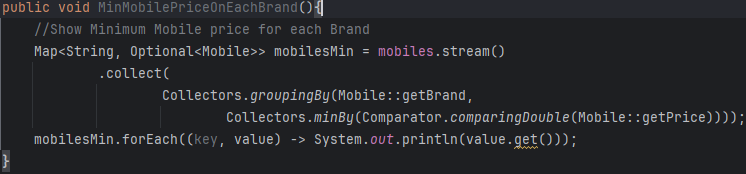 public void MinMobilePriceOnEachBrand(){
//Show Minimum Mobile price for each Brand
Map<String, Optional<Mobile>> mobilesMin = mobiles.stream()
.collect(
Collectors.groupingBy(Mobile::getBrand,
Collectors.minBy(Comparator.comparingDouble(Mobile::getPrice))));
mobilesMin.forEach((key, value) -> System.out.println(value.get()));
}